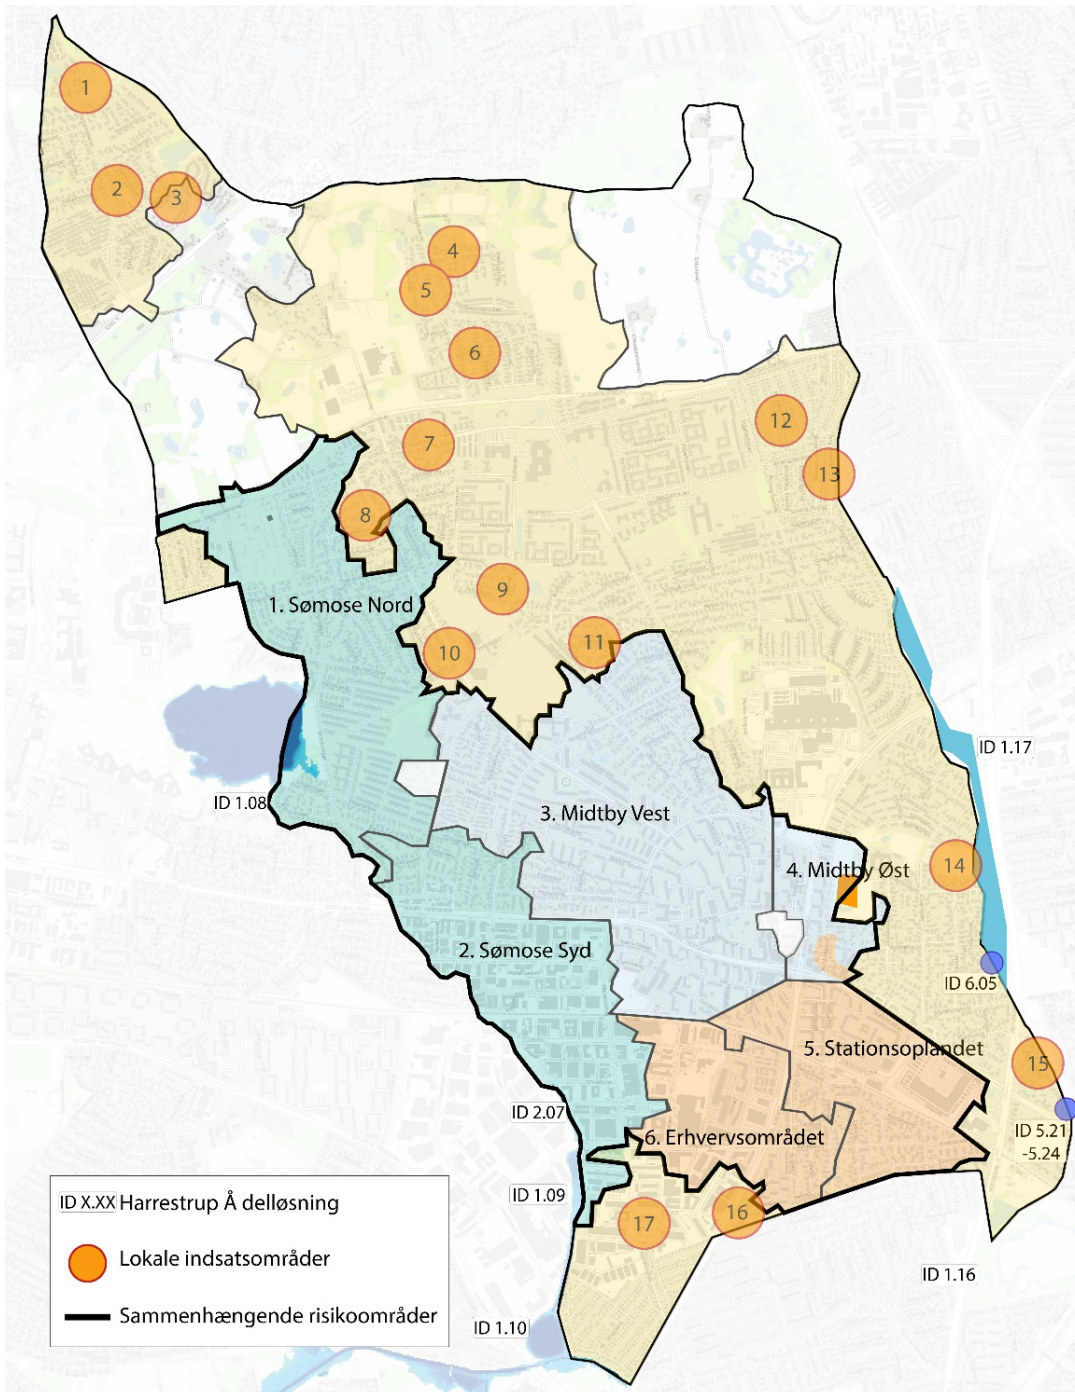 1
2
3
4
5
6
7
12
13
8
9
1. Sømose Nord
11
10
ID 1.17
ID 1.08
3. Midtby Vest
14
4. Midtby Øst
2. Sømose Syd
ID 6.05
5. Stationsoplandet
15
ID 2.07
ID 5.21
-5.24
6. Erhvervsområdet
ID 1.09
16
17
ID 1.16
ID 1.10
ID X.XX Harrestrup Å delløsning
Lokale indsatsområder
Sammenhængende risikoområder